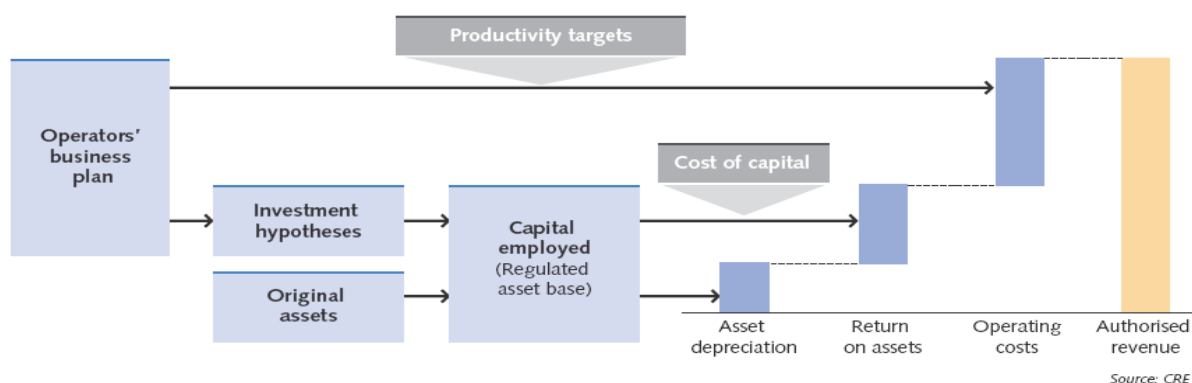 Productivity targets
Operators’
business
plan
Cost of capital
Investment
hypotheses
Capital
employed
(Regulated
asset base)
Original
assets
Asset
depreciation
Return
on assets
Operating
costs
Authorised
revenue
Source: CRE